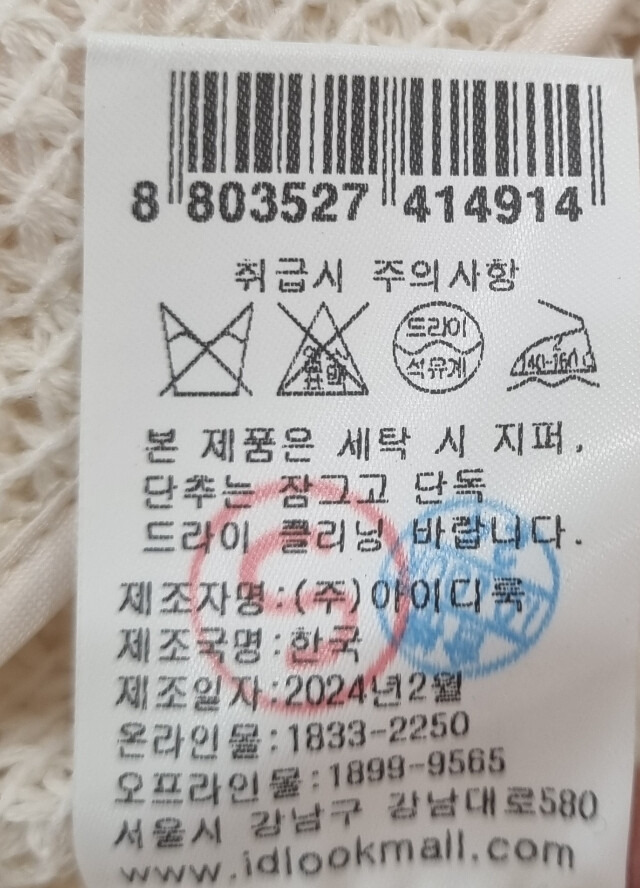 8 803527 414914
취급시 주의사항
드라이
석유계
2
140-160℃
본 제품은 세탁 시 지퍼,
단추는 잠그고 단독
드라이 클리닝 바랍니다.
제조자명:(주)아이디룩
제조국명:한국
제조일자:2024년2월
온라인몰:1833-2250
오프라인몰:1899-9565
서울시 강남구 강남대로580
www.idlookmall.com